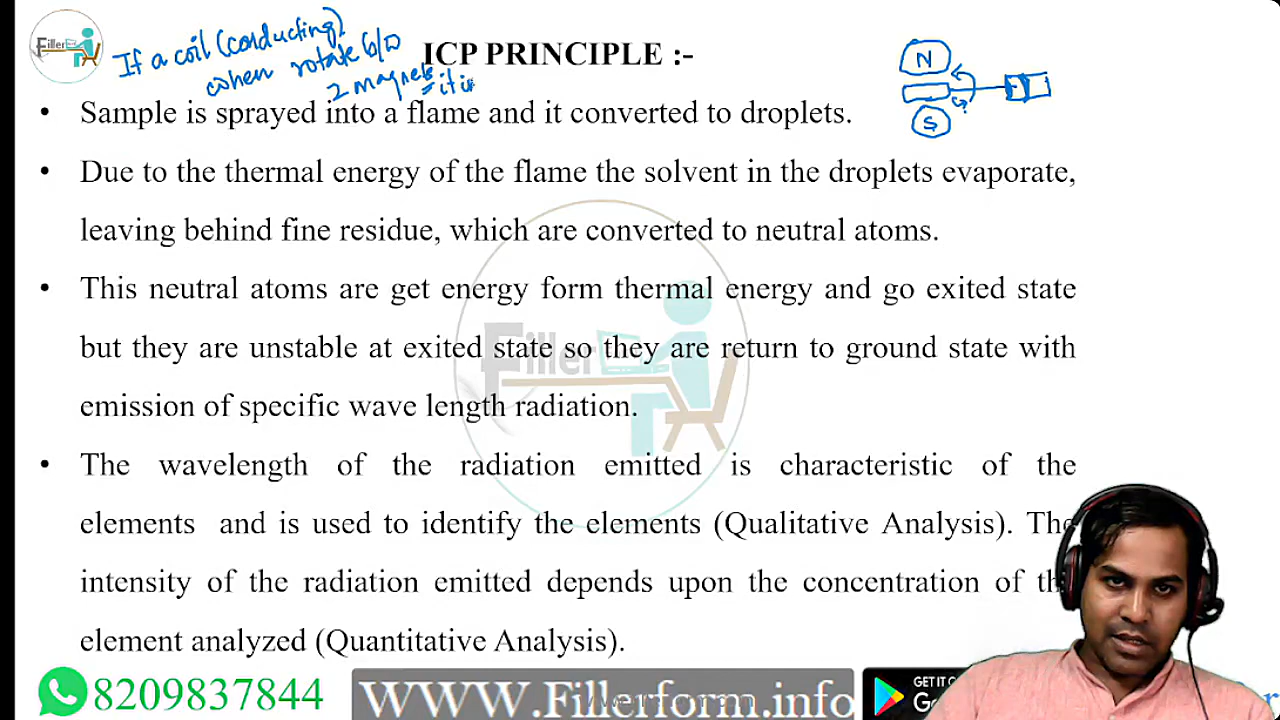 Filler
If a coil (conducting)
when rotate b/w
2 magnets
= it i
ICP PRINCIPLE :-
N
S
• Sample is sprayed into a flame and it converted to droplets.
• Due to the thermal energy of the flame the solvent in the droplets evaporate,
leaving behind fine residue, which are converted to neutral atoms.
• This neutral atoms are get energy form thermal energy and go exited state
but they are unstable at exited state so they are return to ground state with
emission of specific wave length radiation.
Filler
• The wavelength of the radiation emitted is characteristic of the
elements and is used to identify the elements (Qualitative Analysis). The
intensity of the radiation emitted depends upon the concentration of th
element analyzed (Quantitative Analysis).
8209837844
WWW.Fillerform.info
GET IT